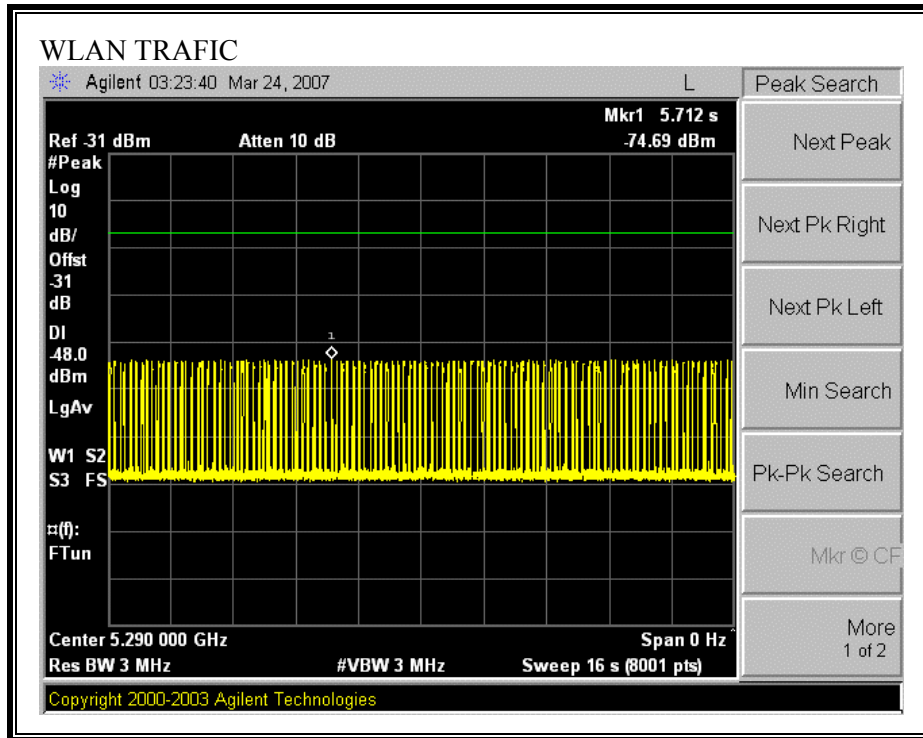 WLAN TRAFIC
Agilent 03:23:40 Mar 24, 2007 L
Peak Search
Mkr1 5.712 s
Ref -31 dBm Atten 10 dB -74.69 dBm
#Peak
Log
10
dB/
Offst
-31
dB
DI
-48.0
dBm
LgAv
W1 S2
S3 FS
¤(f):
FTun
1
Center 5.290 000 GHz Span 0 Hz^
Res BW 3 MHz #VBW 3 MHz Sweep 16 s (8001 pts)
Copyright 2000-2003 Agilent Technologies
Next Peak
Next Pk Right
Next Pk Left
Min Search
Pk-Pk Search
Mkr © CF
More
1 of 2